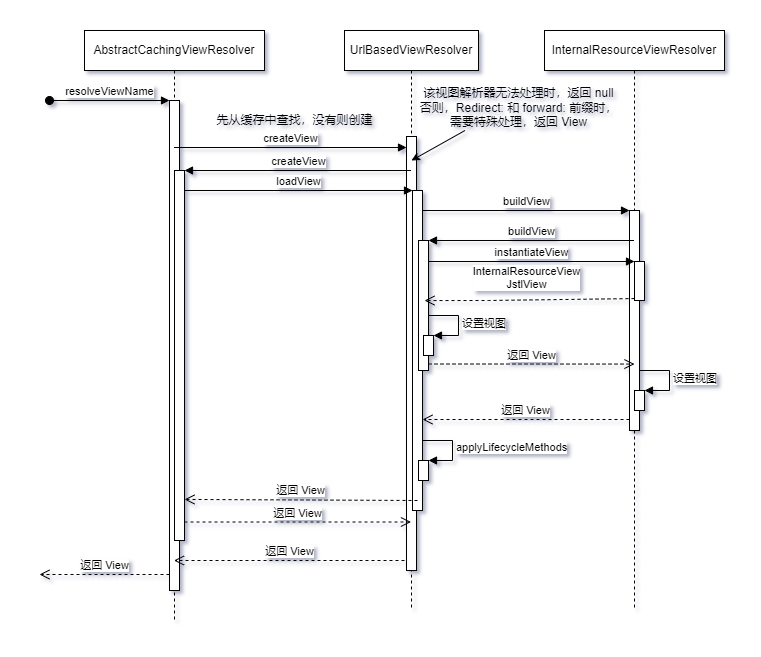 AbstractCachingViewResolver
UrlBasedViewResolver
InternalResourceViewResolver
resolveViewName
该视图解析器无法处理时，返回 null
否则，Redirect: 和 forward: 前缀时，
需要特殊处理，返回 View
先从缓存中查找，没有则创建
createView
createView
loadView
buildView
buildView
instantiateView
InternalResourceView
JstlView
设置视图
返回 View
设置视图
返回 View
applyLifecycleMethods
返回 View
返回 View
返回 View
返回 View